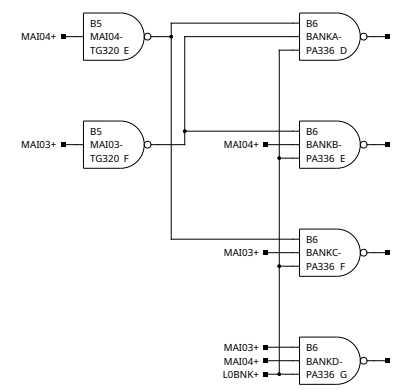 B5
MAI04+ MAI04-
TG320 E
B6
BANKA-
PA336 D
B5
MAI03+ MAI03-
TG320 F
B6
MAI04+ BANKB-
PA336 E
B6
MAI03+ BANKC-
PA336 F
MAI03+ B6
MAI04+ BANKD-
L0BNK+ PA336 G